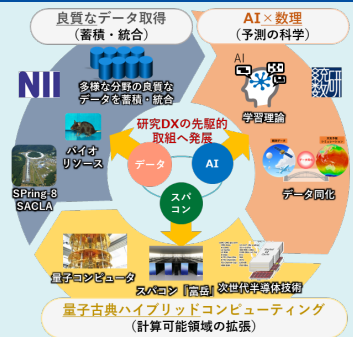 良質なデータ取得
（蓄積・統合）
AI×数理
（予測の科学）
NII
多様な分野の良質な
データを蓄積・統合
AI
学習理論
バイオ
リソース
研究DXの先駆的
取組へ発展
データ
AI
スパ
コン
SPring-8
SACLA
データ同化
量子コンピュータ
スパコン「富岳」
次世代半導体技術
量子古典ハイブリッドコンピューティング
（計算可能領域の拡張）